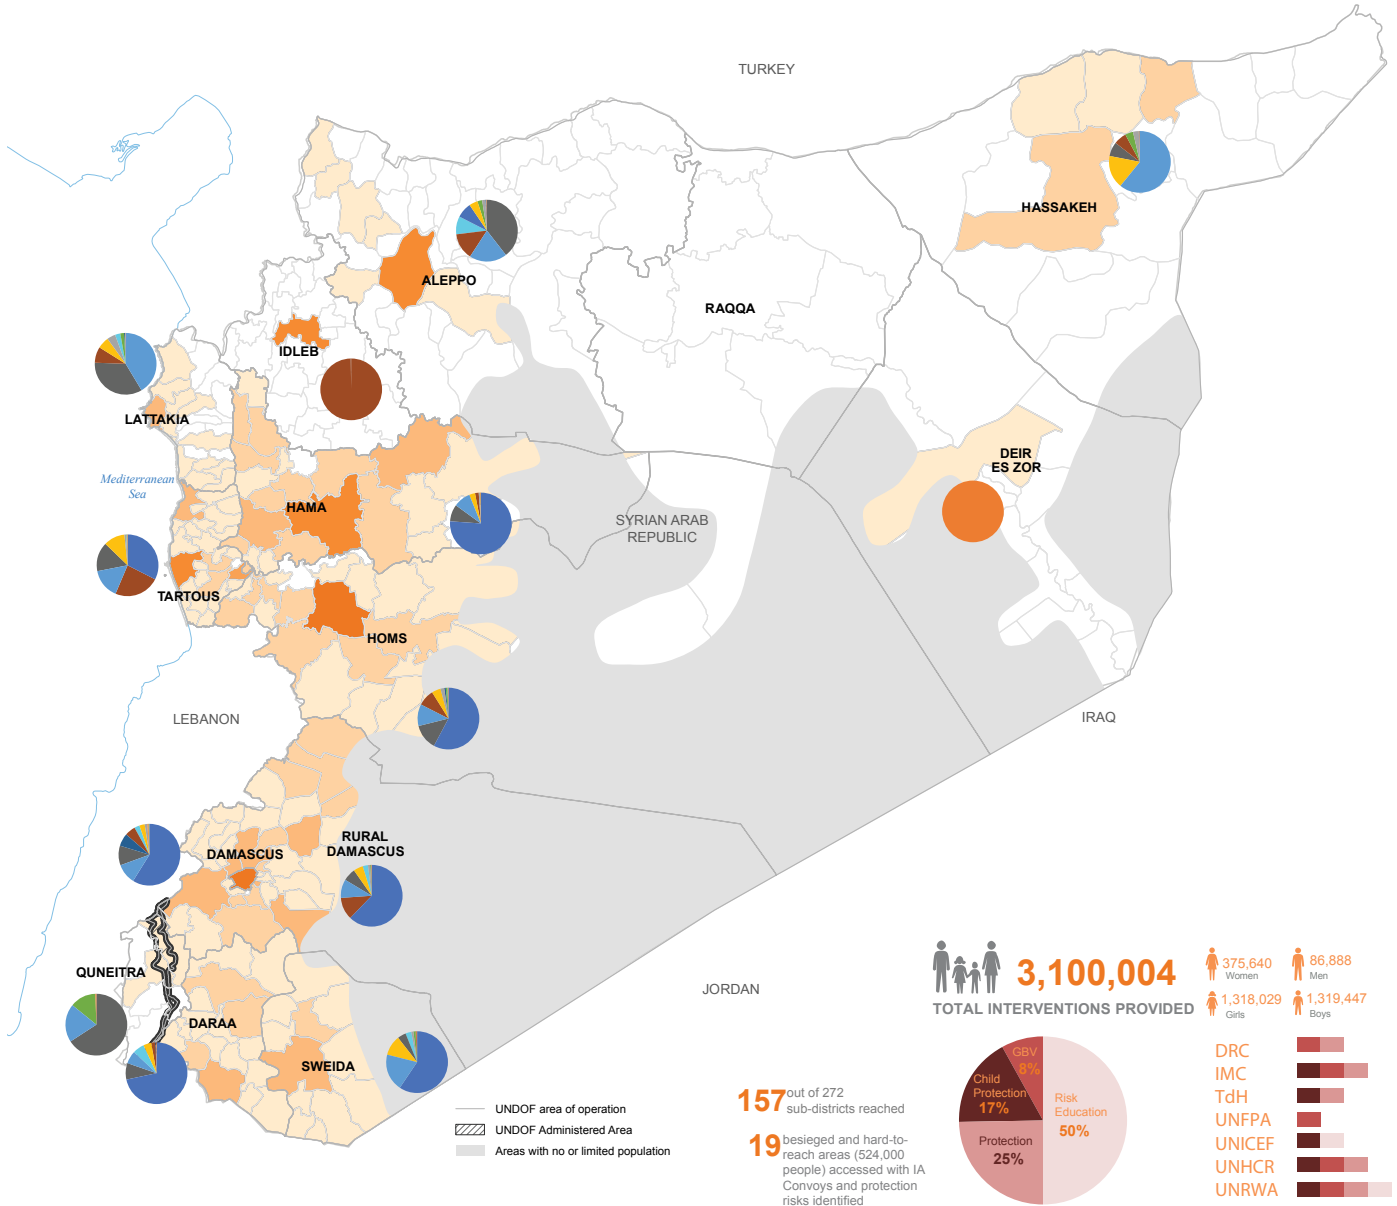 TURKEY
HASSAKEH
ALEPPO
RAQQA
IDLEB
LATTAKIA
DEIR
ES ZOR
Mediterranean
Sea
HAMA
SYRIAN ARAB
REPUBLIC
TARTOUS
HOMS
LEBANON
IRAQ
RURAL
DAMASCUS
DAMASCUS
QUNEITRA
JORDAN
DARAA
SWEIDA
3,100,004
TOTAL INTERVENTIONS PROVIDED
375,640
Women
86,888
Men
1,318,029
Girls
1,319,447
Boys
UNDOF area of operation
UNDOF Administered Area
Areas with no or limited population
157 out of 272
sub-districts reached
19 besieged and hard-to-
reach areas (524,000
people) accessed with IA
Convoys and protection
risks identified
GBV
8%
Child
Protection
17%
Risk
Education
50%
Protection
25%
DRC
IMC
TdH
UNFPA
UNICEF
UNHCR
UNRWA